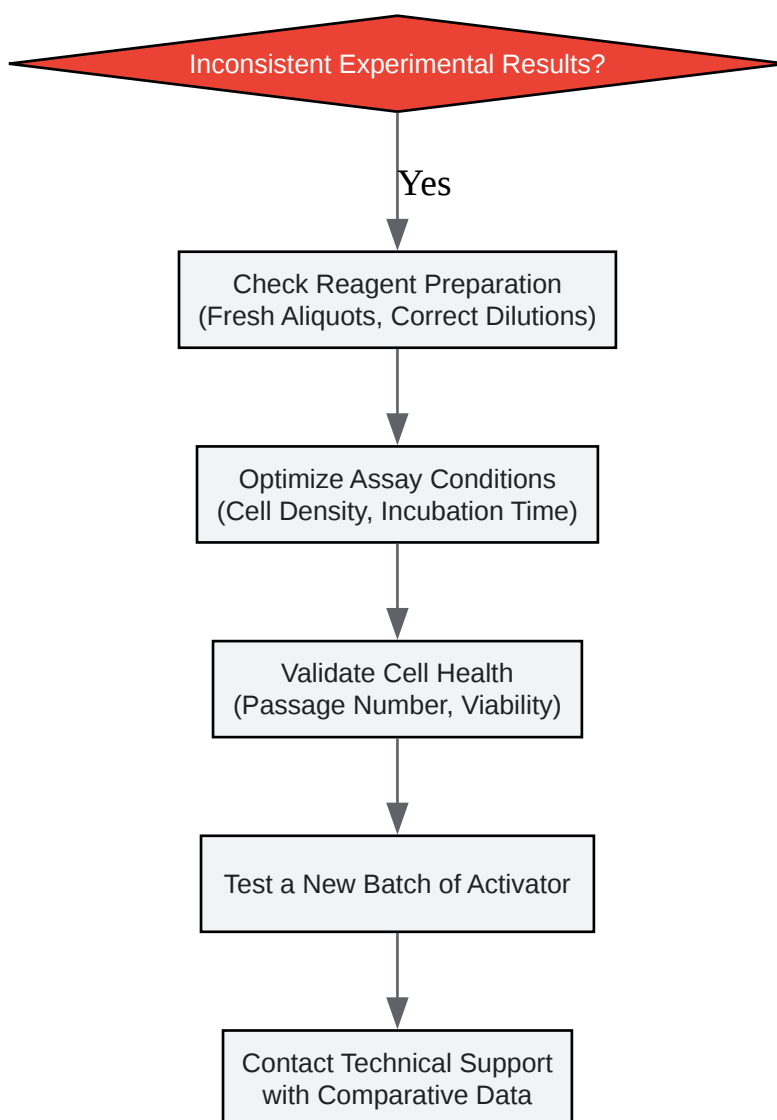 Inconsistent Experimental Results?
Yes
Check Reagent Preparation
(Fresh Aliquots, Correct Dilutions)
Optimize Assay Conditions
(Cell Density, Incubation Time)
Validate Cell Health
(Passage Number, Viability)
Test a New Batch of Activator
Contact Technical Support
with Comparative Data